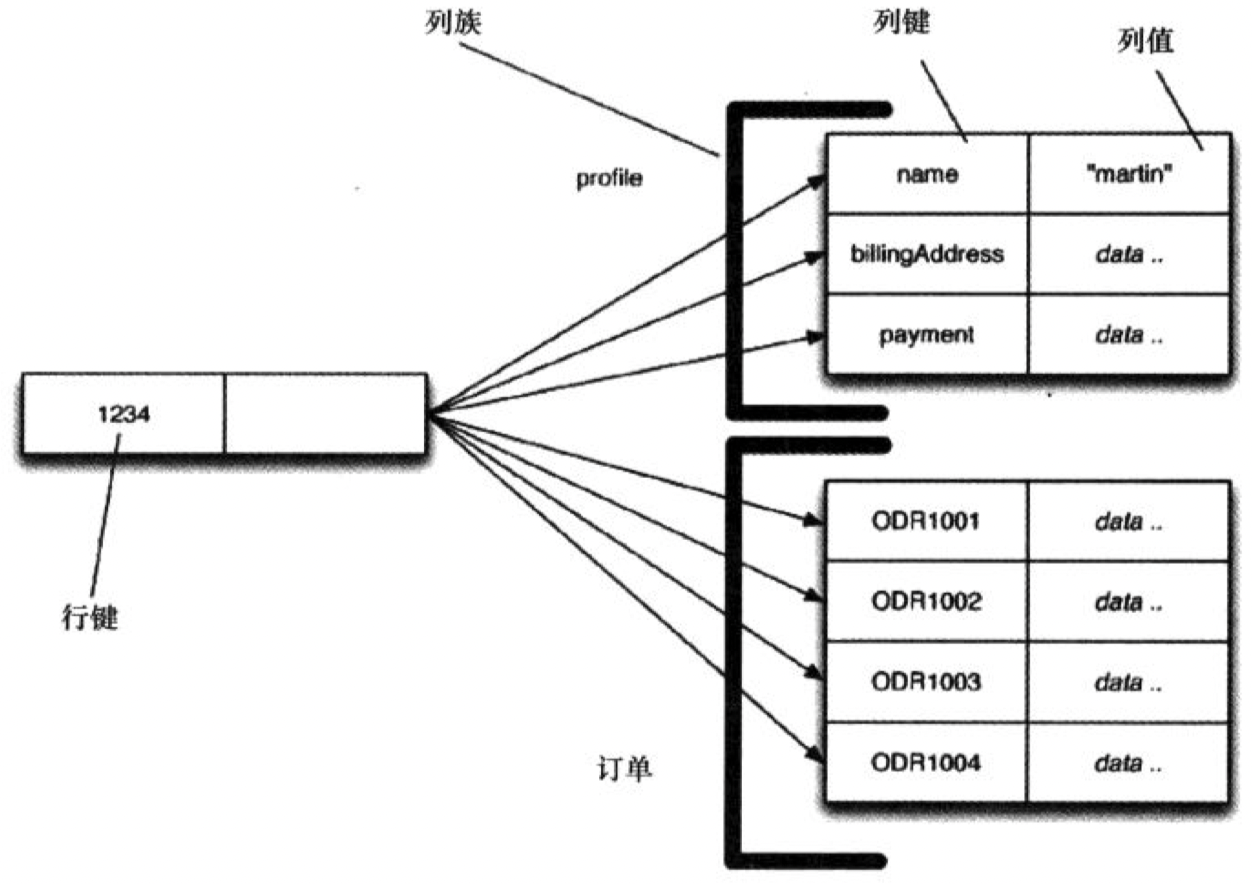 列族
列键
列值
profile
name
"martin"
billingAddress
data ..
payment
data ..
1234
行键
ODR1001
data ..
ODR1002
data ..
ODR1003
data ..
订单
ODR1004
data ..